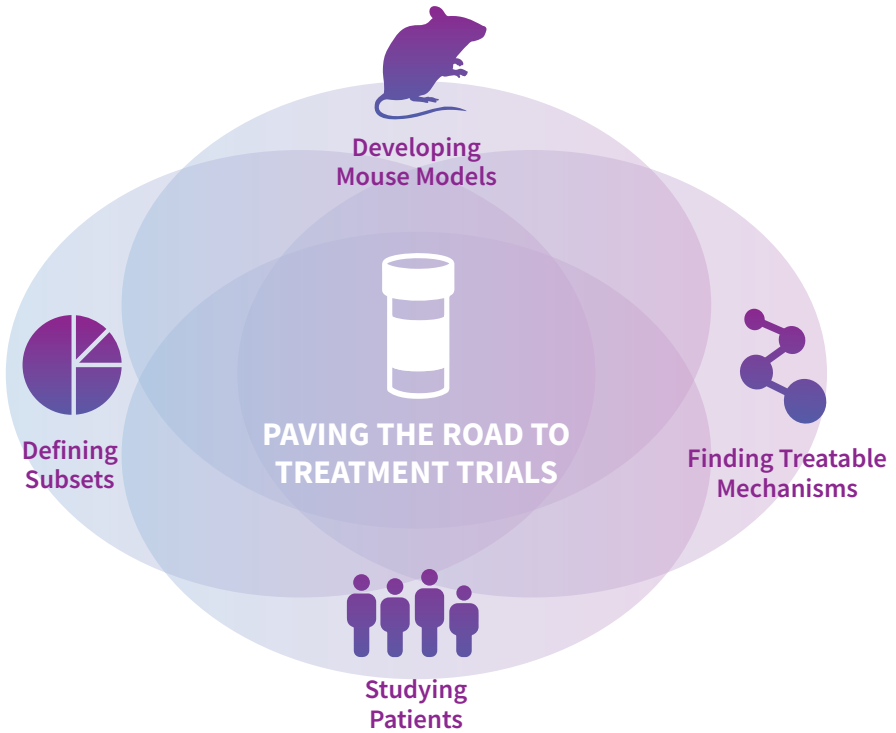 Developing
Mouse Models
PAVING THE ROAD TO
TREATMENT TRIALS
Defining
Subsets
Finding Treatable
Mechanisms
Studying
Patients